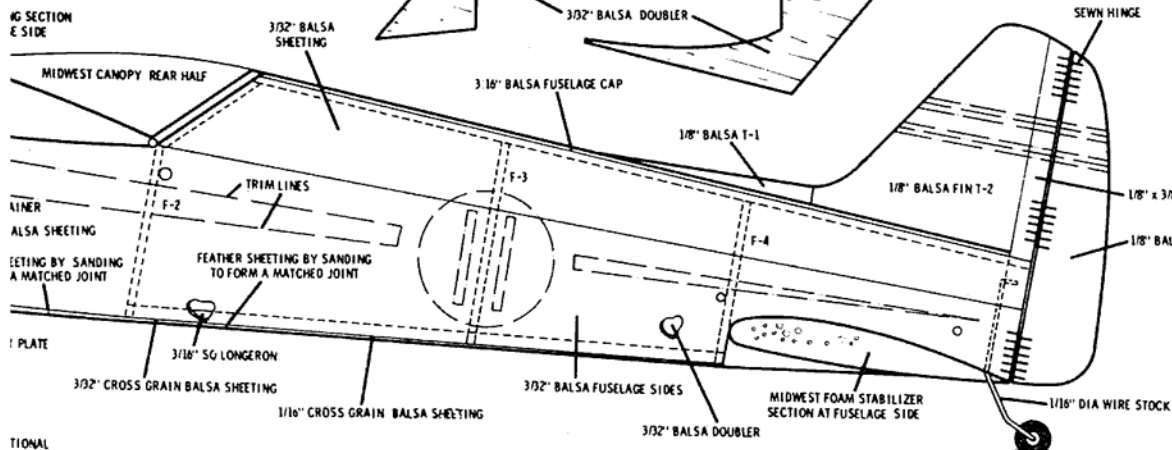 NG SECTION
E SIDE
3/32" BALSA
SHEETING
3/32" BALSA DOUBLER
SEWN HINGE
MIDWEST CANOPY REAR HALF
3/16" BALSA FUSELAGE CAP
1/8" BALSA T-1
F-3
TRIM LINES
F-2
1/8" BALSA FIN T-2
1/8" x 3/
AINER
ALSA SHEETING
F-4
1/8" BAL
EETING BY SANDING
A MATCHED JOINT
FEATHER SHEETING BY SANDING
TO FORM A MATCHED JOINT
PLATE
3/16" SQ LONGERON
3/32" CROSS GRAIN BALSA SHEETING
3/32" BALSA FUSELAGE SIDES
MIDWEST FOAM STABILIZER
SECTION AT FUSELAGE SIDE
1/16" DIA WIRE STOCK
1/16" CROSS GRAIN BALSA SHEETING
3/32" BALSA DOUBLER
TIONAL